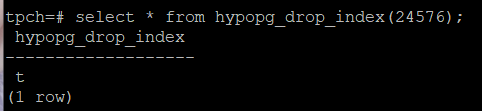 tpch=# select * from hypopg_drop_index(24576);
 hypopg_drop_index
-------------------
 t
(1 row)